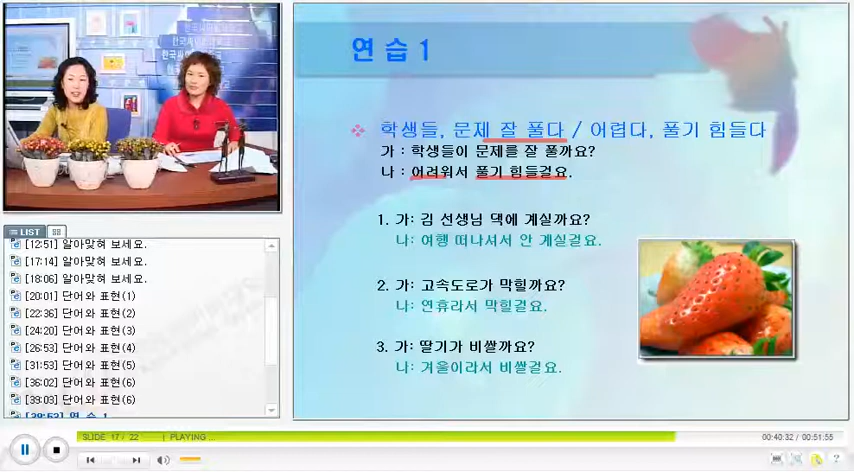 연 습 1
학생들, 문제 잘 풀다 / 어렵다, 풀기 힘들다
가 : 학생들이 문제를 잘 풀까요?
나 : 어려워서 풀기 힘들걸요.
1. 가: 김 선생님 댁에 계실까요?
나: 여행 떠나셔서 안 계실걸요.
2. 가: 고속도로가 막힐까요?
나: 연휴라서 막힐걸요.
3. 가: 딸기가 비쌀까요?
나: 겨울이라서 비쌀걸요.
LIST
[12:51] 알아맞혀 보세요.
[17:14] 알아맞혀 보세요.
[18:06] 알아맞혀 보세요.
[20:01] 단어와 표현(1)
[22:36] 단어와 표현(2)
[24:20] 단어와 표현(3)
[26:53] 단어와 표현(4)
[31:53] 단어와 표현(5)
[36:02] 단어와 표현(6)
[39:03] 단어와 표현(6)
[39:53] 연 습 1
SLIDE 17 / 22 PLAYING ...
00:40:32 / 00:51:55